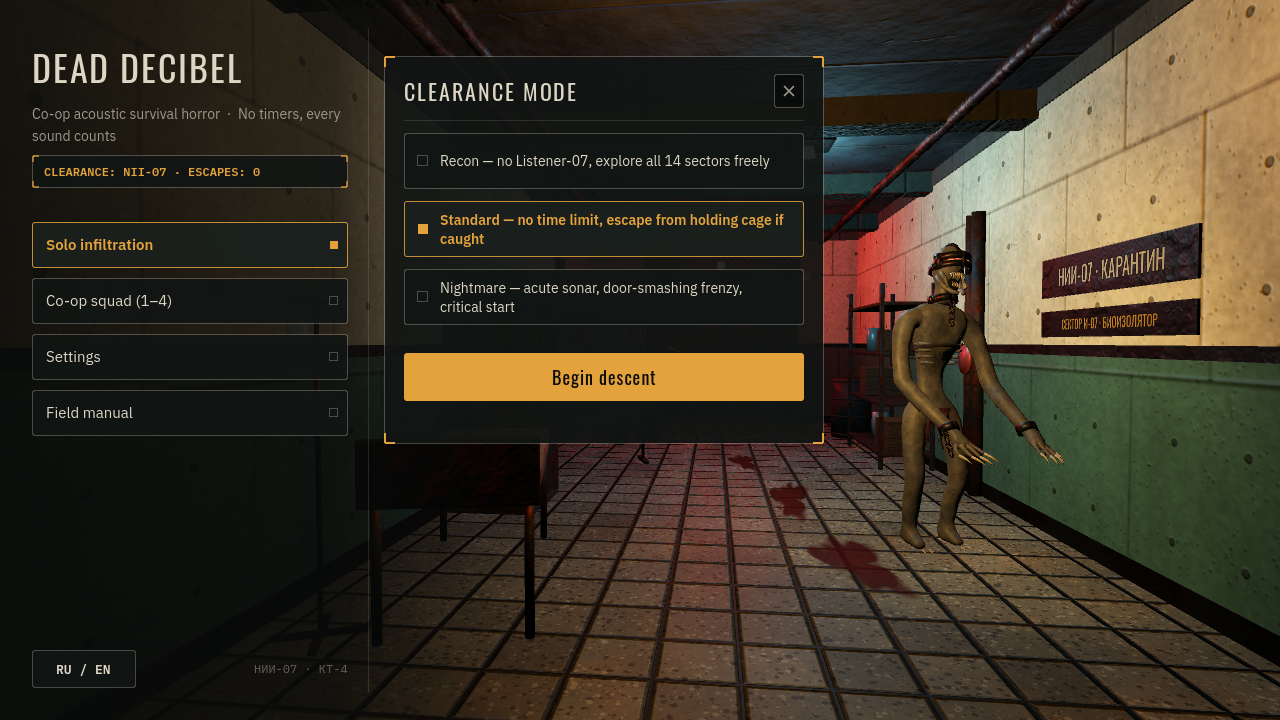 DEAD DECIBEL
Co-op acoustic survival horror · No timers, every
sound counts
CLEARANCE: NII-07 · ESCAPES: 0
Solo infiltration
Co-op squad (1–4)
Settings
Field manual
RU / EN
НИИ-07 · КТ-4
CLEARANCE MODE
Recon — no Listener-07, explore all 14 sectors freely
Standard — no time limit, escape from holding cage if
caught
Nightmare — acute sonar, door-smashing frenzy,
critical start
Begin descent
НИИ-07 · КАРАНТИН
СЕКТОР И-07 · БИОИЗОЛЯТОР